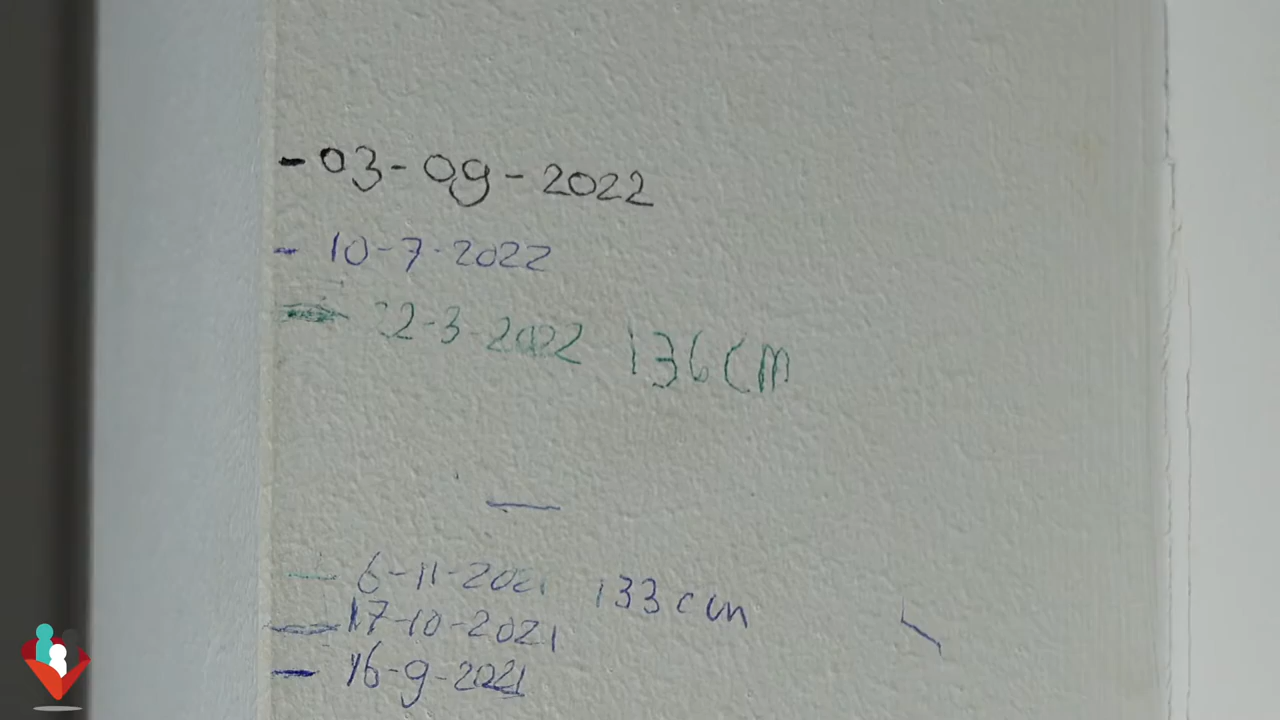 - 03-09-2022
- 10-7-2022
- 22-3-2022 136cm
- 6-11-2021 133cm
- 17-10-2021
- 16-9-2021